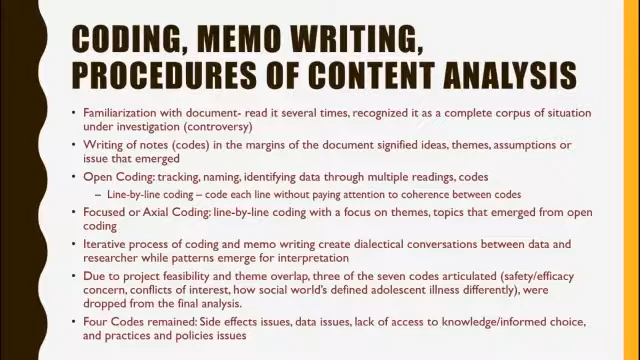 CODING, MEMO WRITING,
PROCEDURES OF CONTENT ANALYSIS
• Familiarization with document- read it several times, recognized it as a complete corpus of situation
under investigation (controversy)
• Writing of notes (codes) in the margins of the document signified ideas, themes, assumptions or
issue that emerged
• Open Coding: tracking, naming, identifying data through multiple readings, codes
– Line-by-line coding – code each line without paying attention to coherence between codes
• Focused or Axial Coding: line-by-line coding with a focus on themes, topics that emerged from open
coding
• Iterative process of coding and memo writing create dialectical conversations between data and
researcher while patterns emerge for interpretation
• Due to project feasibility and theme overlap, three of the seven codes articulated (safety/efficacy
concern, conflicts of interest, how social world's defined adolescent illness differently), were
dropped from the final analysis.
• Four Codes remained: Side effects issues, data issues, lack of access to knowledge/informed choice,
and practices and policies issues